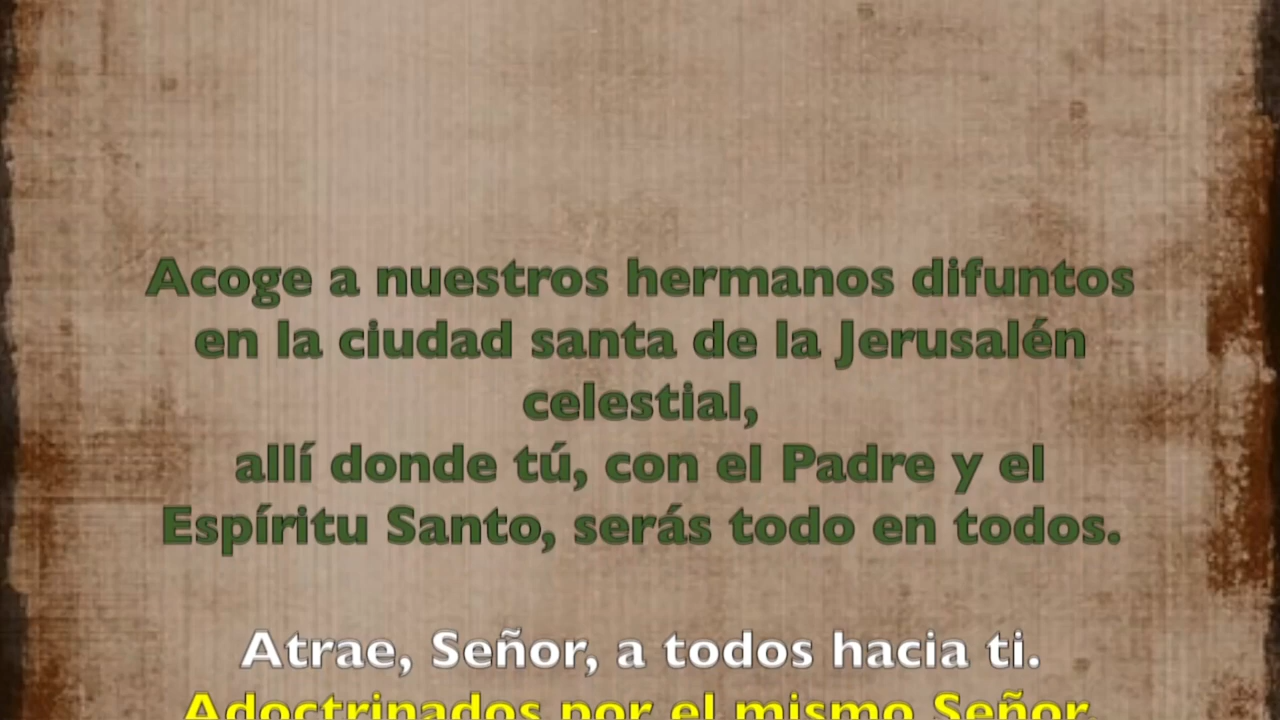 Acoge a nuestros hermanos difuntos
en la ciudad santa de la Jerusalén
celestial,
allí donde tú, con el Padre y el
Espíritu Santo, serás todo en todos.
Atrae, Señor, a todos hacia ti.
Adoctrinados por el mismo Señor,